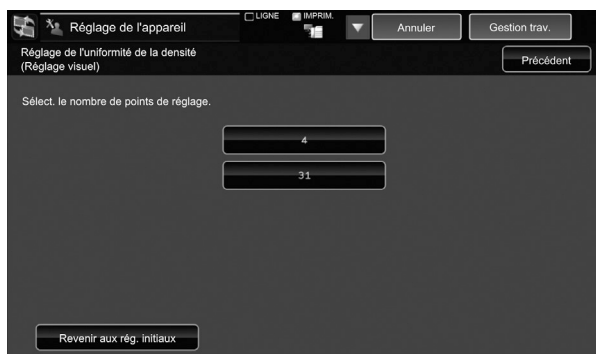 Réglage de l'appareil
LIGNE
IMPRIM.
Annuler
Gestion trav.
Réglage de l'uniformité de la densité
(Réglage visuel)
Précédent
Sélect. le nombre de points de réglage.
4
31
Revenir aux rég. initiaux